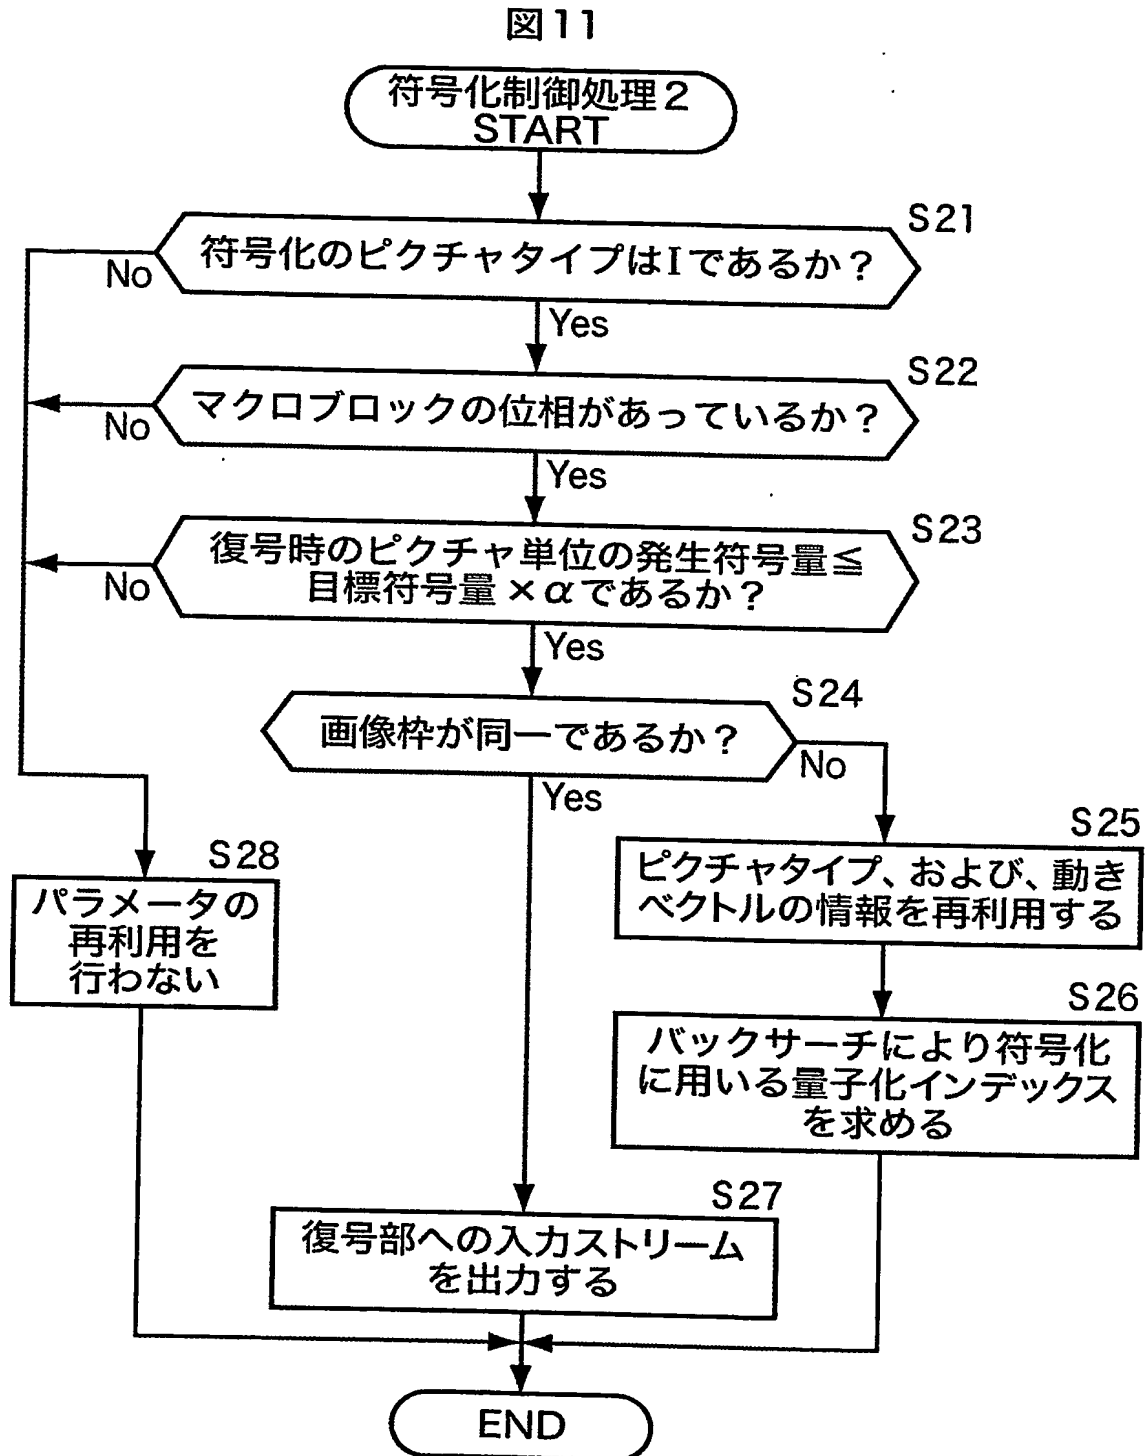 図11
符号化制御処理2
START
S21
符号化のピクチャタイプはIであるか?
No
Yes
S22
マクロブロックの位相があっているか?
No
Yes
S23
復号時のピクチャ単位の発生符号量≦
目標符号量×αであるか?
No
Yes
S24
画像枠が同一であるか?
No
Yes
S25
ピクチャタイプ、および、動き
ベクトルの情報を再利用する
S28
パラメータの
再利用を
行わない
S26
バックサーチにより符号化
に用いる量子化インデックス
を求める
S27
復号部への入力ストリーム
を出力する
END